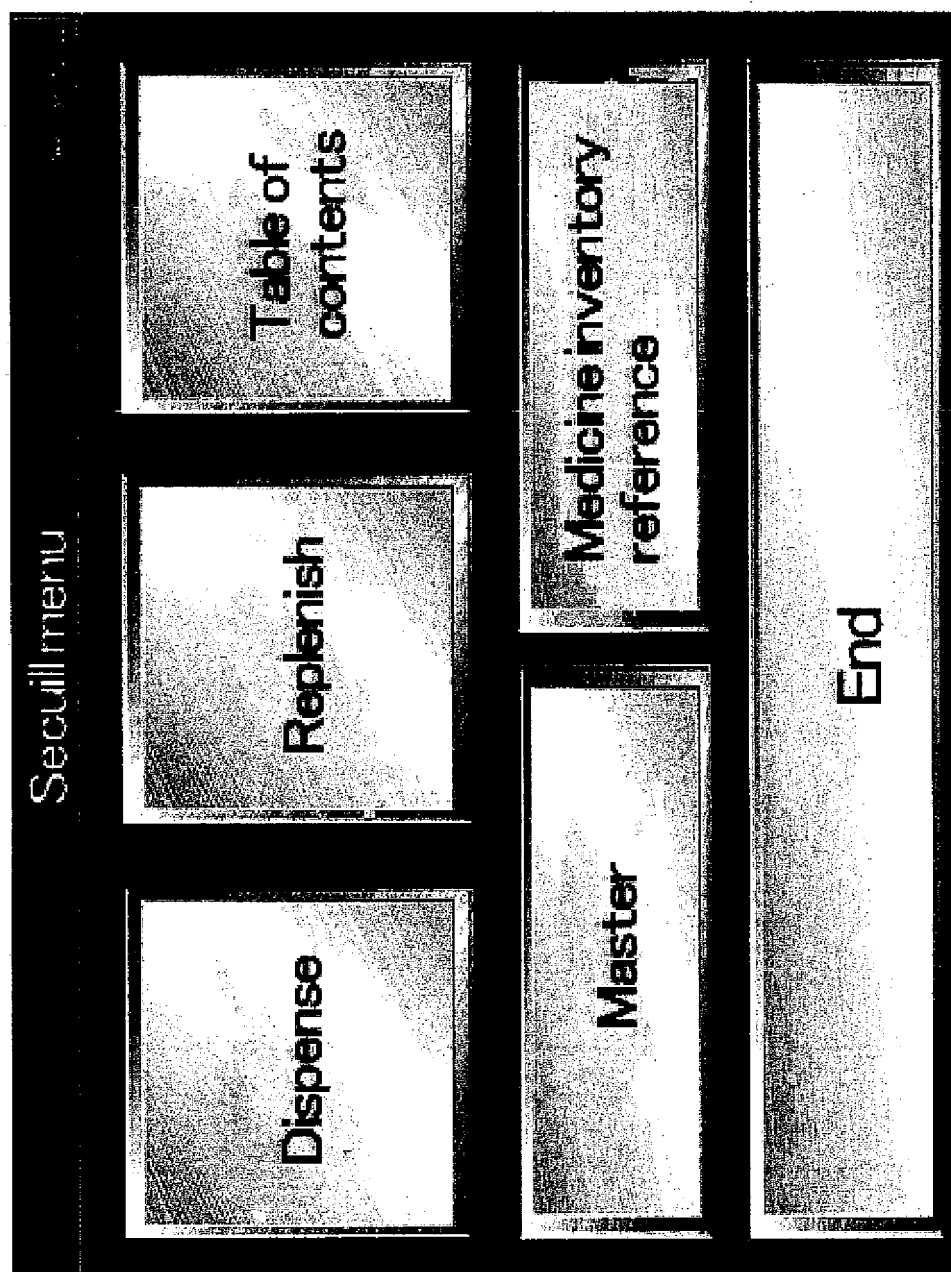 Secuill menu
Dispense
Replenish
Table of
contents
Master
Medicine inventory
reference
End